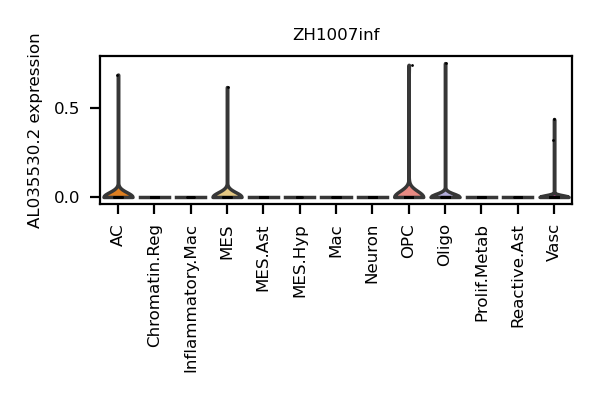 ZH1007inf
AL035530.2 expression
0.5
0.0
AC
Chromatin.Reg
Inflammatory.Mac
MES
MES.Ast
MES.Hyp
Mac
Neuron
OPC
Oligo
Prolif.Metab
Reactive.Ast
Vasc